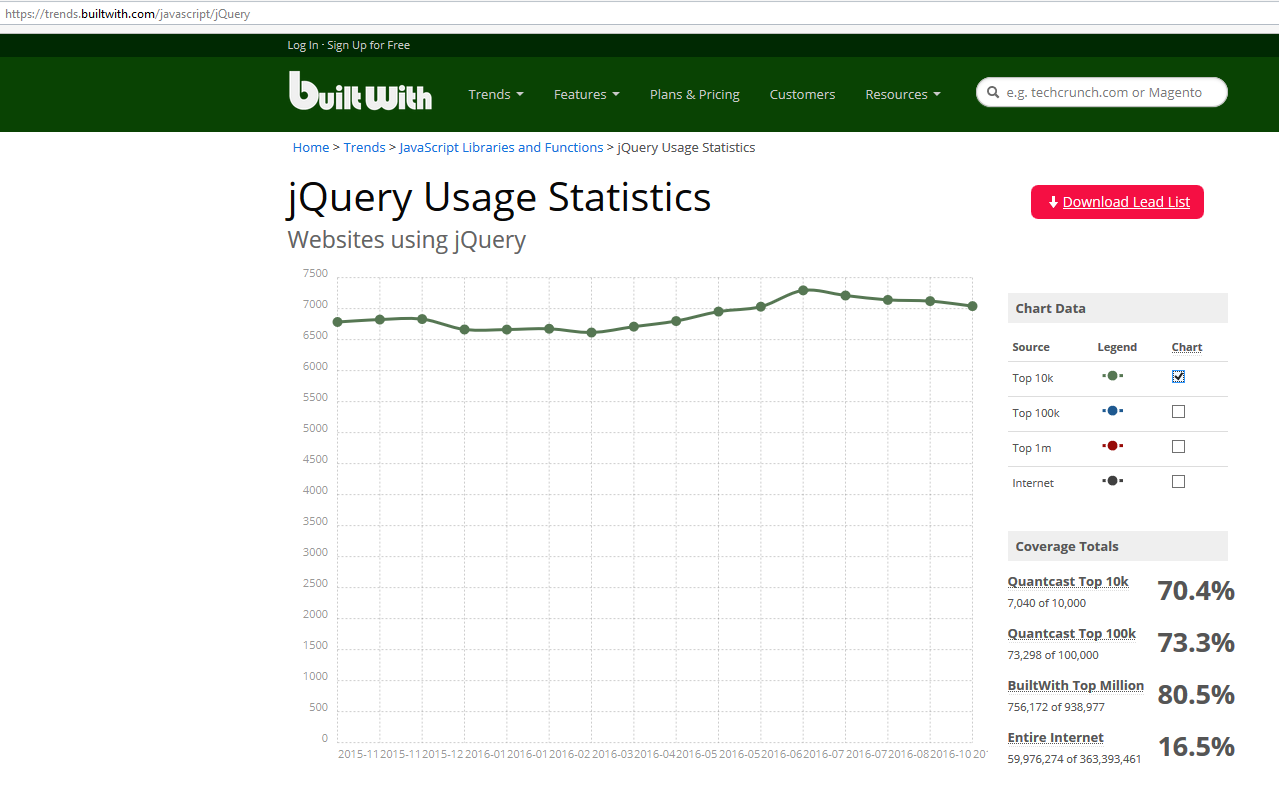 https://trends.builtwith.com/javascript/jQuery
Log In · Sign Up for Free
builtwith
Trends Features Plans & Pricing Customers Resources
e.g. techcrunch.com or Magento
Home > Trends > JavaScript Libraries and Functions > jQuery Usage Statistics
jQuery Usage Statistics
Download Lead List
Websites using jQuery
7500
7000
6500
6000
5500
5000
4500
4000
3500
3000
2500
2000
1500
1000
500
0
2015-11 2015-11 2015-12 2016-01 2016-01 2016-02 2016-03 2016-04 2016-05 2016-05 2016-06 2016-07 2016-07 2016-08 2016-10 201
Chart Data
Source Legend Chart
Top 10k
Top 100k
Top 1m
Internet
Coverage Totals
Quantcast Top 10k 70.4%
7,040 of 10,000
Quantcast Top 100k 73.3%
73,298 of 100,000
BuiltWith Top Million 80.5%
756,172 of 938,977
Entire Internet 16.5%
59,976,274 of 363,393,461